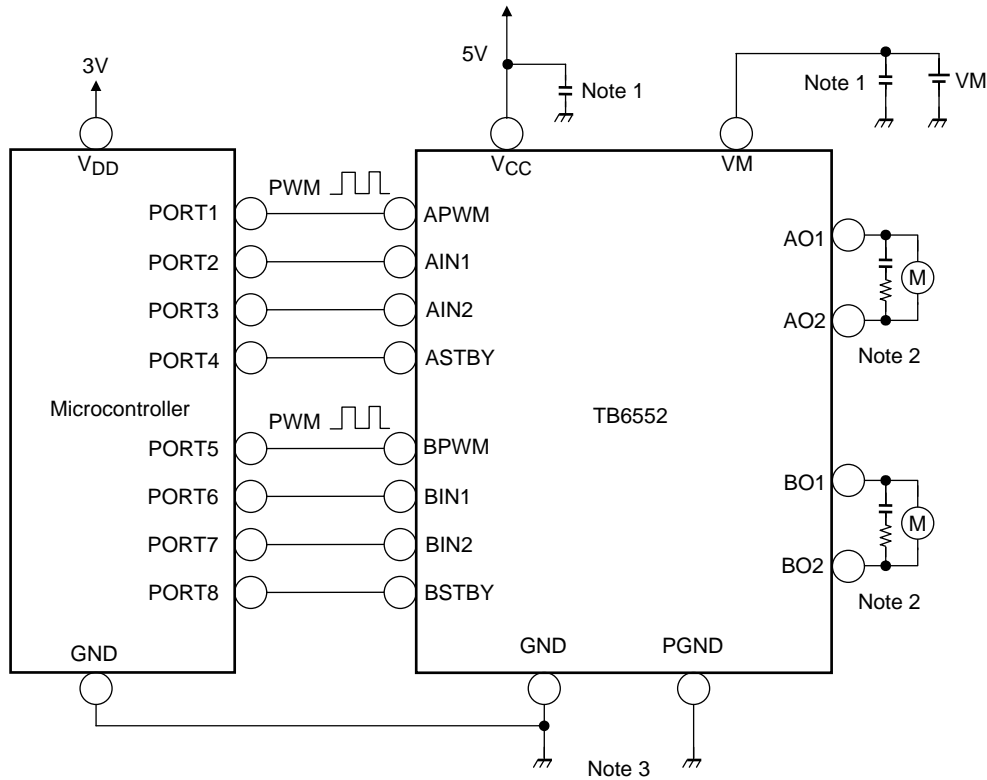 5V
3V
Note 1
Note 1
VM
VDD
VCC
VM
PWM
PORT1
APWM
PORT2
AIN1
AO1
PORT3
AIN2
M
PORT4
ASTBY
AO2
Note 2
Microcontroller
PWM
TB6552
PORT5
BPWM
PORT6
BIN1
BO1
PORT7
BIN2
M
PORT8
BSTBY
BO2
Note 2
GND
GND
PGND
Note 3